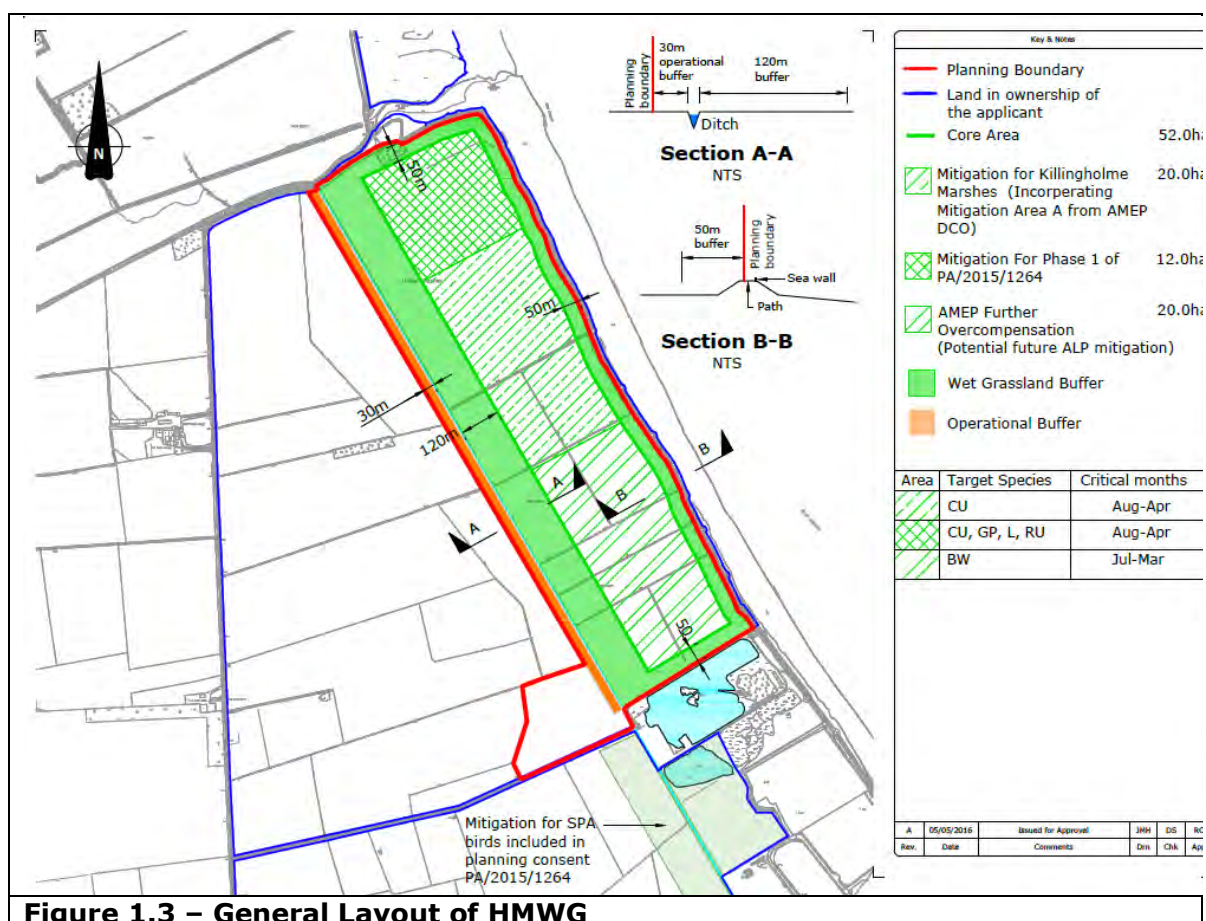 Planning
boundary
30m
operational
buffer
120m
buffer
Ditch
Section A-A
NTS
50m
buffer
Planning
boundary
Sea wall
Path
Section B-B
NTS
N
50m
50m
30m
120m
A
B
B
A
50
Mitigation for SPA
birds included in
planning consent
PA/2015/1264
Key & Notes
Planning Boundary
Land in ownership of
the applicant
Core Area 52.0ha
Mitigation for Killingholme 20.0ha
Marshes (Incorperating
Mitigation Area A from AMEP
DCO)
Mitigation For Phase 1 of 12.0ha
PA/2015/1264
AMEP Further 20.0ha
Overcompensation
(Potential future ALP mitigation)
Wet Grassland Buffer
Operational Buffer
Area Target Species Critical months
CU Aug-Apr
CU, GP, L, RU Aug-Apr
BW Jul-Mar
A 05/05/2016 Issued for Approval JMH DS RC
Rev. Date Comments Drn Chk App
Figure 1.3 – General Layout of HMWG